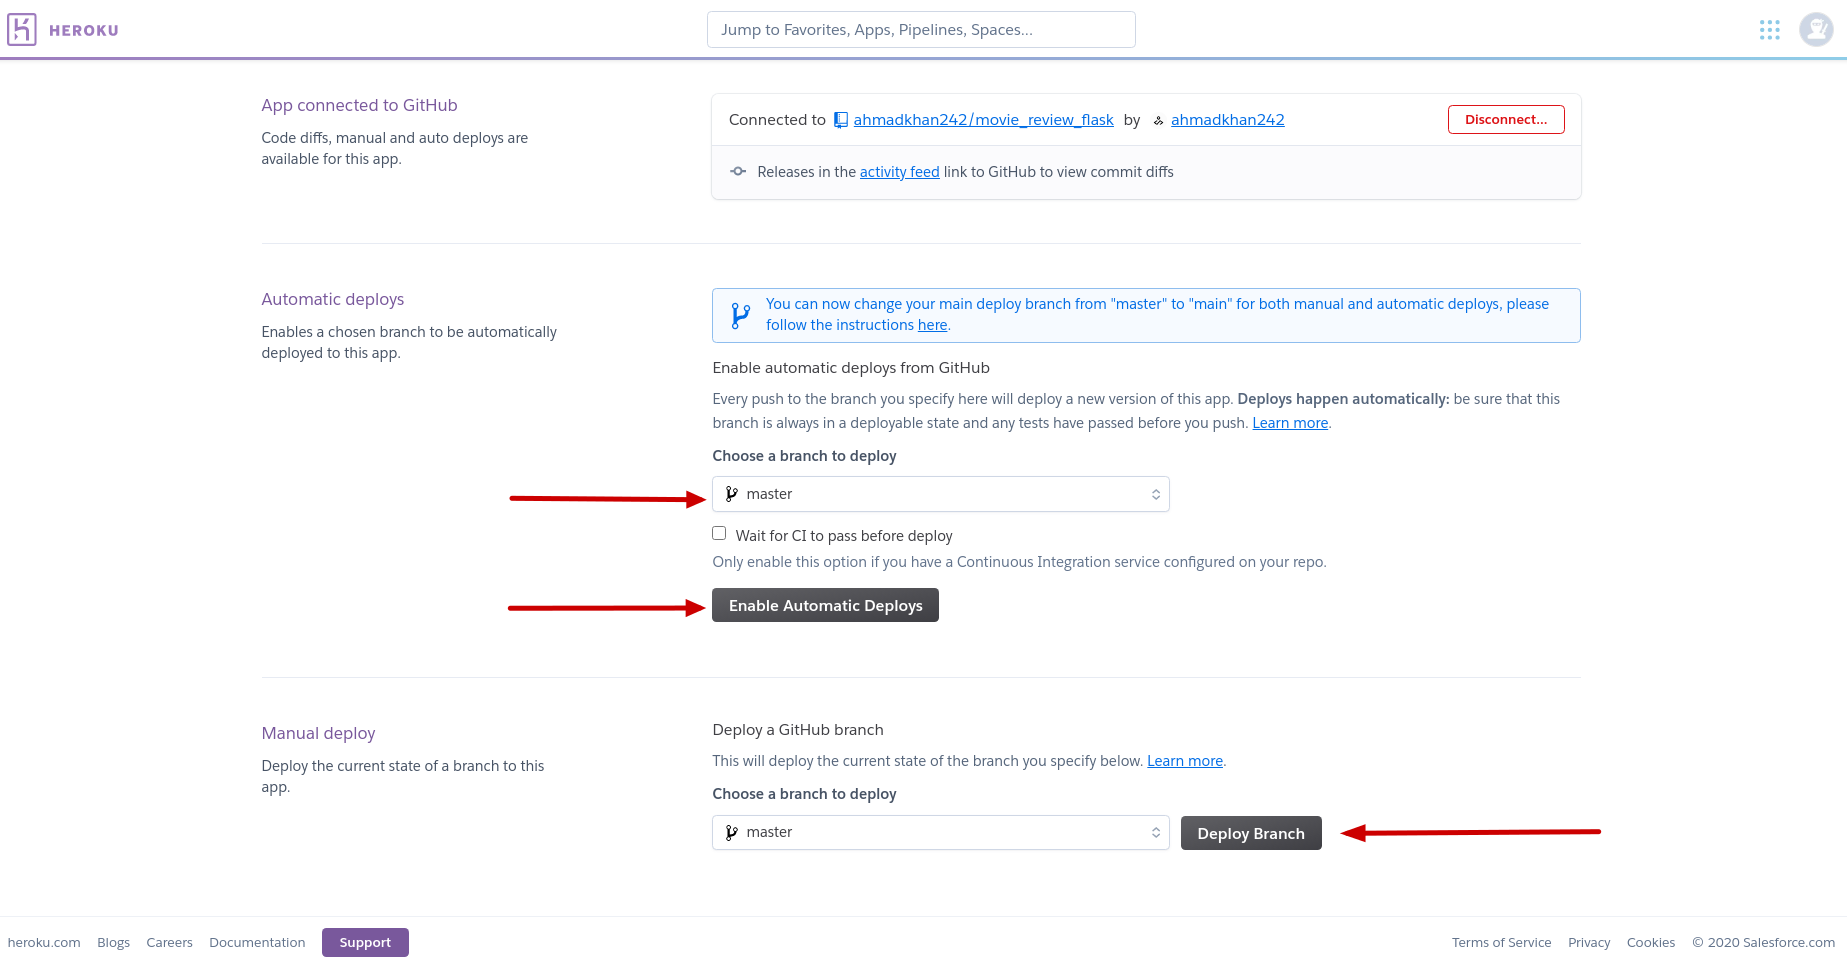 HEROKU
Jump to Favorites, Apps, Pipelines, Spaces...
App connected to GitHub
Code diffs, manual and auto deploys are
available for this app.
Connected to ahmadkhan242/movie_review_flask by ahmadkhan242
Disconnect...
Releases in the activity feed link to GitHub to view commit diffs
Automatic deploys
Enables a chosen branch to be automatically
deployed to this app.
You can now change your main deploy branch from "master" to "main" for both manual and automatic deploys, please
follow the instructions here.
Enable automatic deploys from GitHub
Every push to the branch you specify here will deploy a new version of this app. Deploys happen automatically: be sure that this
branch is always in a deployable state and any tests have passed before you push. Learn more.
Choose a branch to deploy
master
Wait for CI to pass before deploy
Only enable this option if you have a Continuous Integration service configured on your repo.
Enable Automatic Deploys
Manual deploy
Deploy the current state of a branch to this
app.
Deploy a GitHub branch
This will deploy the current state of the branch you specify below. Learn more.
Choose a branch to deploy
master
Deploy Branch
heroku.com Blogs Careers Documentation Support
Terms of Service Privacy Cookies © 2020 Salesforce.com